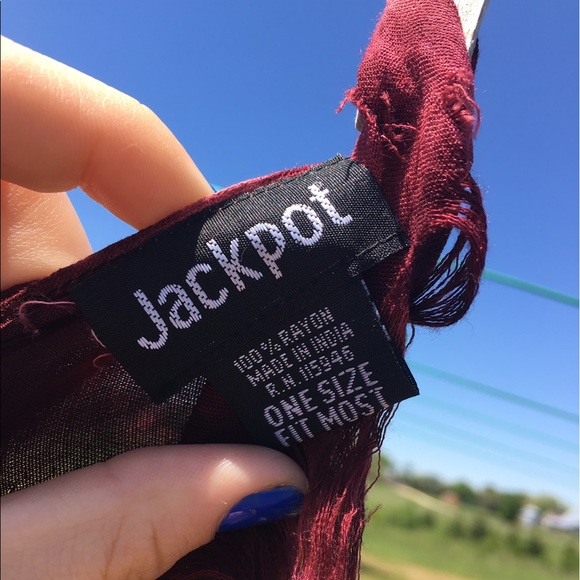 Jackpot
100% RAYON
MADE IN INDIA
R.N. 115946
ONE SIZE
FIT MOST